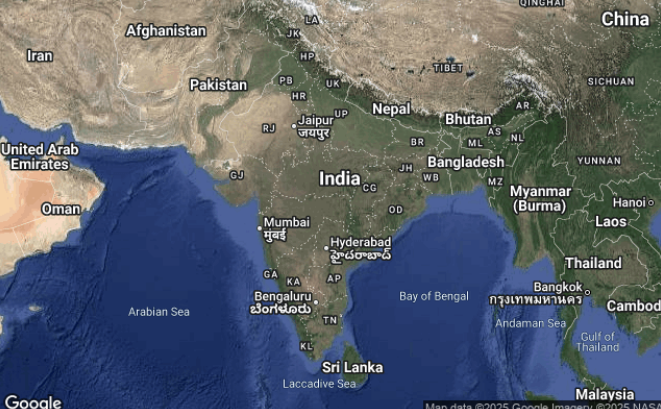 QINGHAI
China
LA
Afghanistan
JK
Iran
HP
TIBET
Pakistan
PB
UK
SICHUAN
HR
Nepal
AR
UP
Bhutan
Jaipur
जयपुर
RJ
AS
NL
BR
ML
United Arab
Emirates
Bangladesh
YUNNAN
JH
GJ
India
WB
CG
MZ
Myanmar
(Burma)
Oman
OD
Hanoi
Mumbai
मुंबई
Laos
Hyderabad
హైదరాబాద్
Thailand
GA
KA
AP
Bengaluru
ಬೆಂಗಳೂರು
Bay of Bengal
Bangkok
กรุงเทพมหานคร
Cambod
Arabian Sea
TN
Andaman Sea
Gulf of
Thailand
KL
Sri Lanka
Laccadive Sea
Malaysia
Google
Map data ©2025 Google Imagery ©2025 NASA